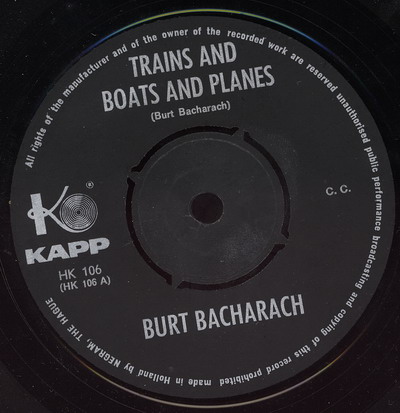 All rights of the manufacturer and of the owner of the recorded work are reserved unauthorised public performance broadcasting and copying of this record prohibited made in Holland by NEGRAM, THE HAGUE
TRAINS AND
BOATS AND PLANES
(Burt Bacharach)
C. C.
K
®
KAPP
HK 106
(HK 106 A)
BURT BACHARACH